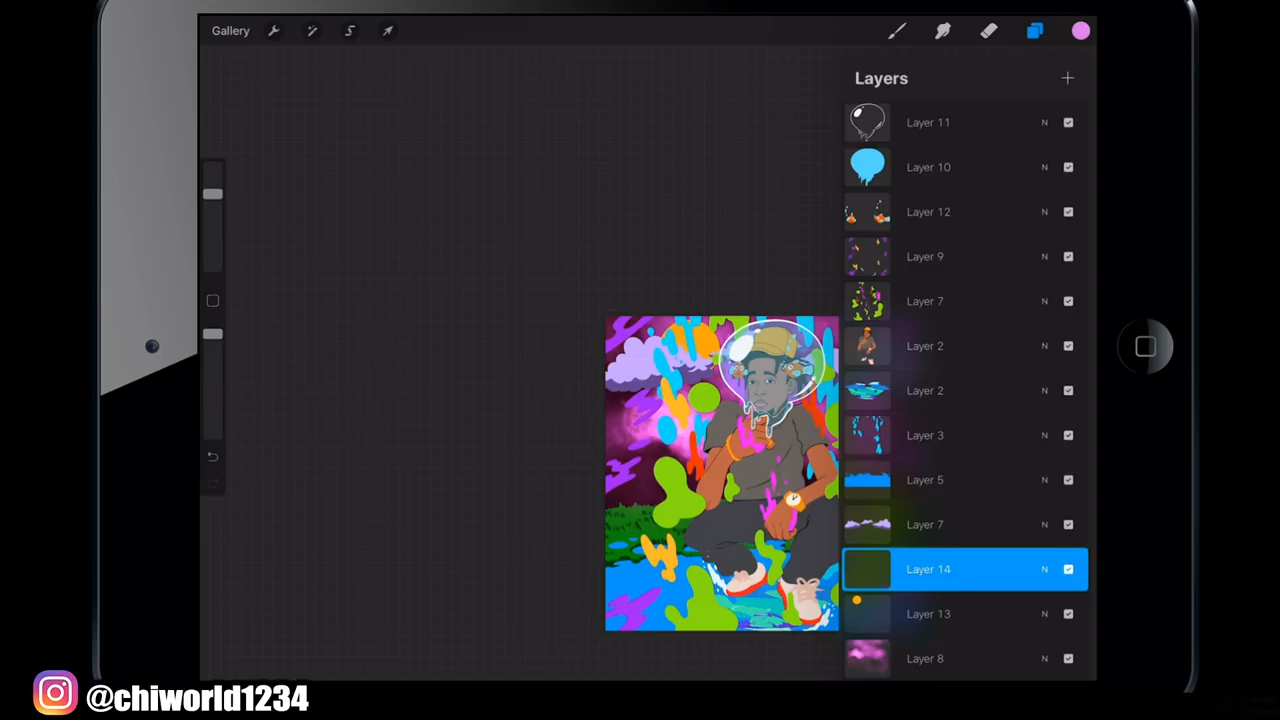 Gallery
Layers
Layer 11 N
Layer 10 N
Layer 12 N
Layer 9 N
Layer 7 N
Layer 2 N
Layer 2 N
Layer 3 N
Layer 5 N
Layer 7 N
Layer 14 N
Layer 13 N
Layer 8 N
@chiworld1234